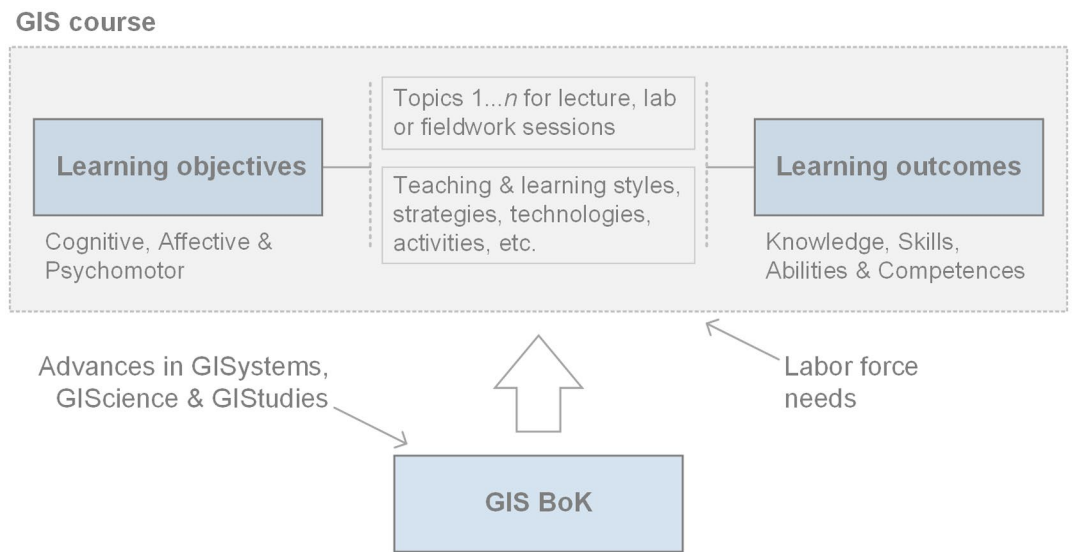 GIS course
Topics 1...n for lecture, lab
or fieldwork sessions
Learning objectives
Learning outcomes
Teaching & learning styles,
strategies, technologies,
activities, etc.
Cognitive, Affective &
Psychomotor
Knowledge, Skills,
Abilities & Competences
Advances in GISystems,
GIScience & GIStudies
Labor force
needs
GIS BoK